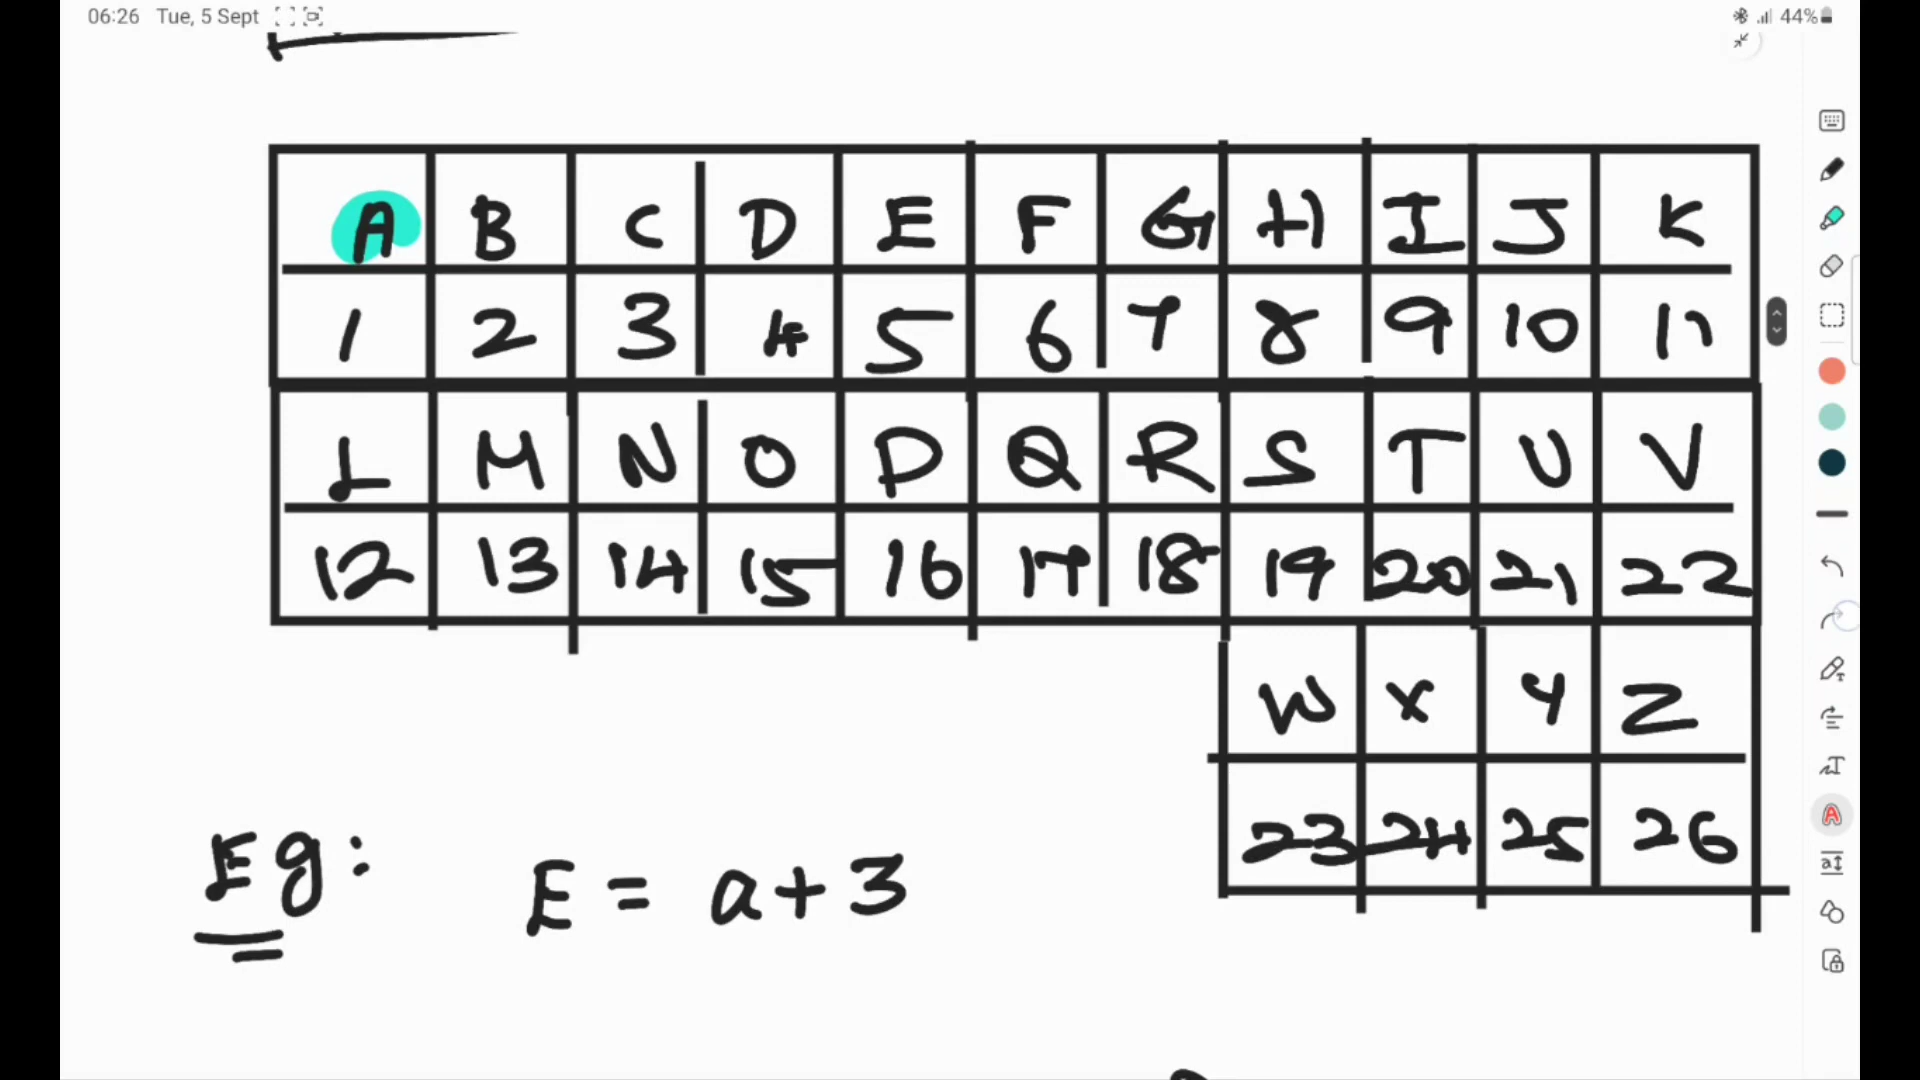 06:26 Tue, 5 Sept 44%
A B C D E F G H I J K
1 2 3 4 5 6 7 8 9 10 11
L M N O P Q R S T U V
12 13 14 15 16 17 18 19 20 21 22
W X Y Z
23 24 25 26
Eg: E = a + 3